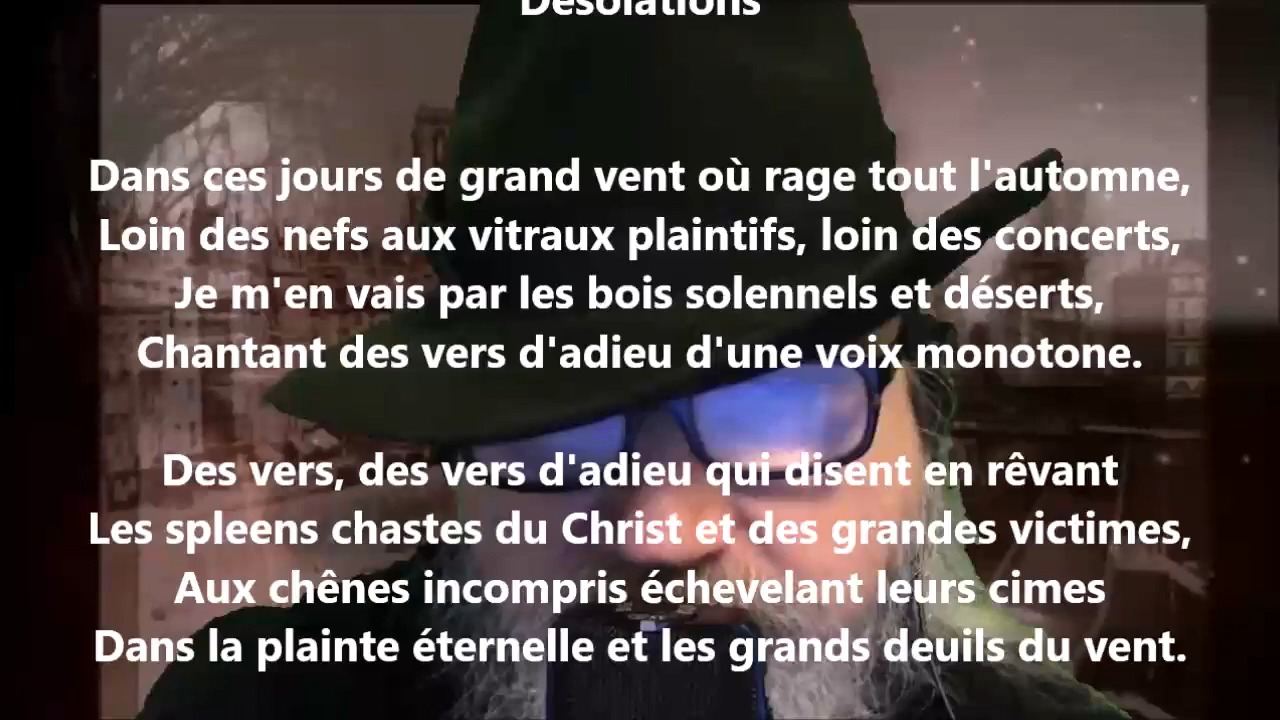 Désolations
Dans ces jours de grand vent où rage tout l'automne,
Loin des nefs aux vitraux plaintifs, loin des concerts,
Je m'en vais par les bois solennels et déserts,
Chantant des vers d'adieu d'une voix monotone.
Des vers, des vers d'adieu qui disent en rêvant
Les spleens chastes du Christ et des grandes victimes,
Aux chênes incompris échevelant leurs cimes
Dans la plainte éternelle et les grands deuils du vent.